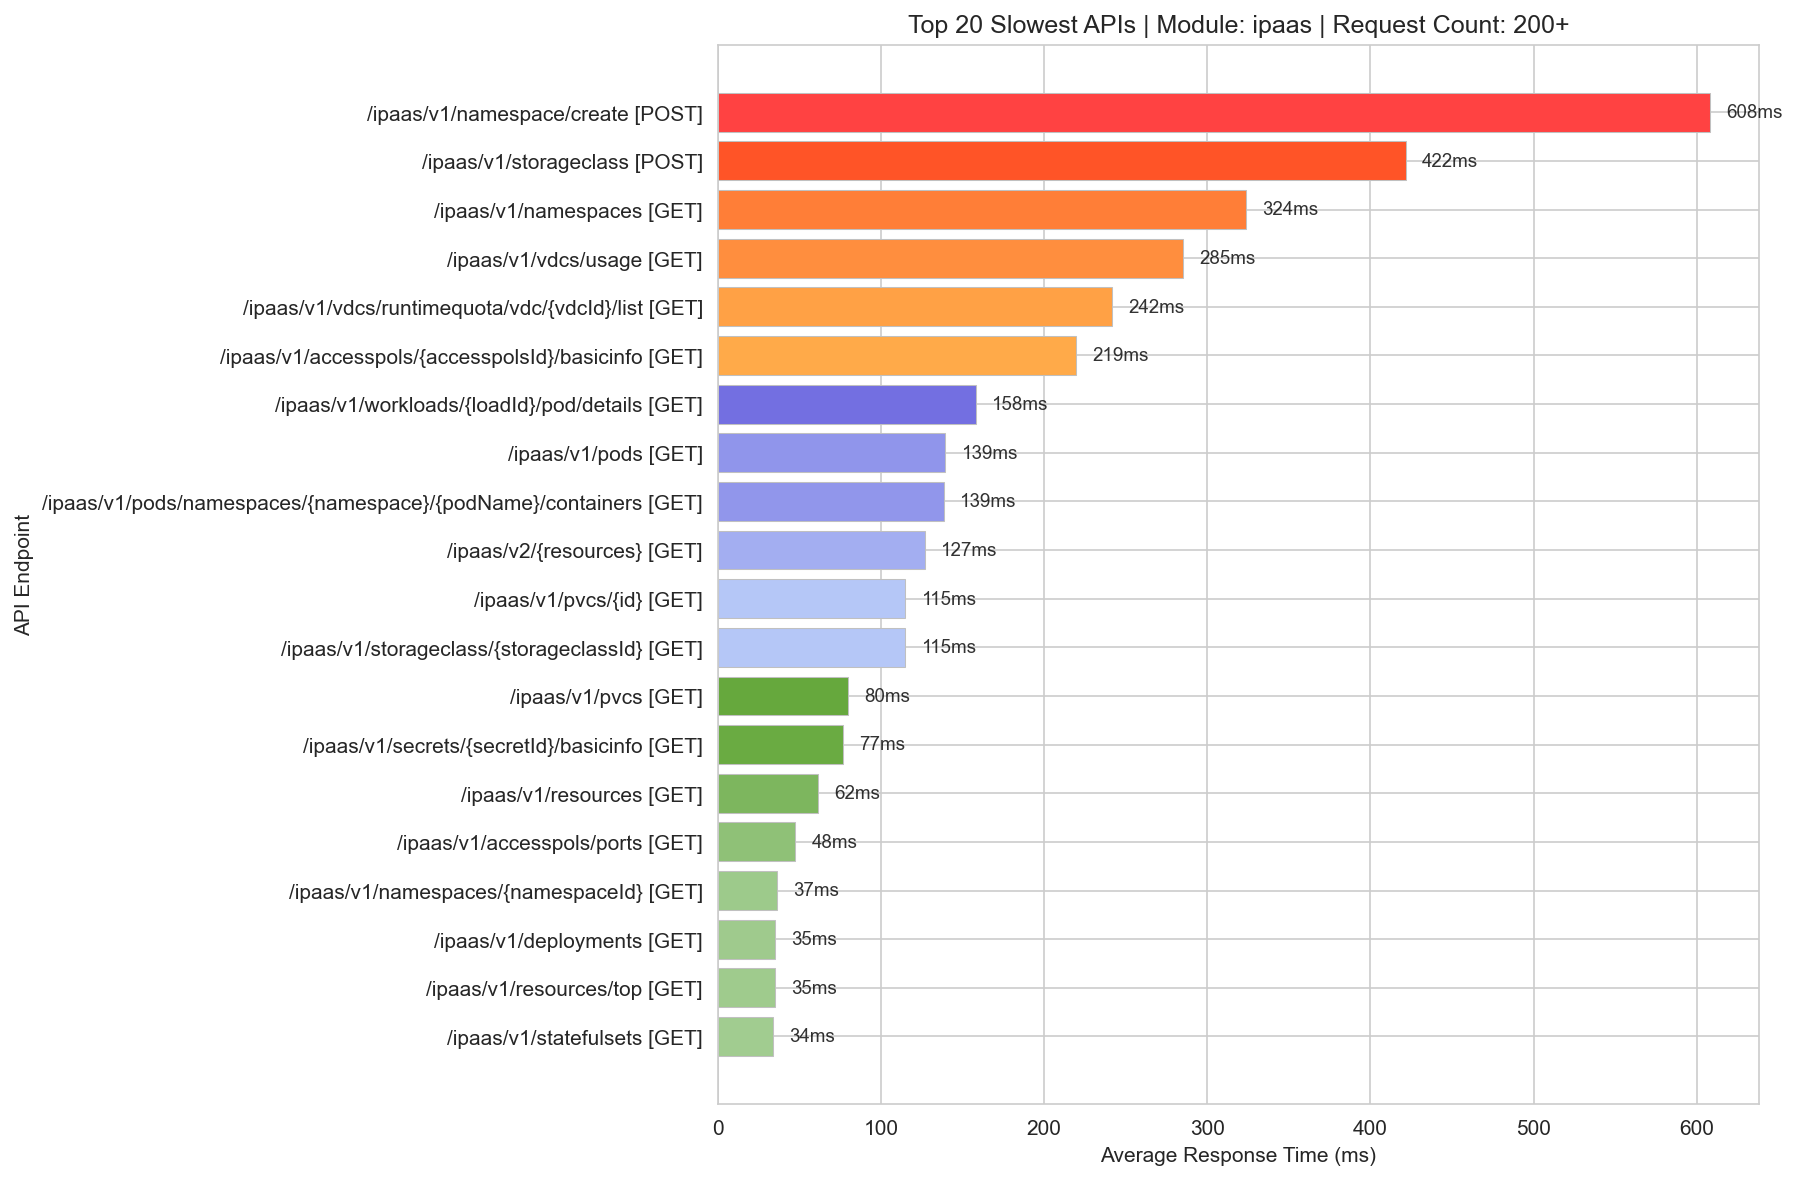 Top 20 Slowest APIs | Module: ipaas | Request Count: 200+
API Endpoint
/ipaas/v1/namespace/create [POST] 608ms
/ipaas/v1/storageclass [POST] 422ms
/ipaas/v1/namespaces [GET] 324ms
/ipaas/v1/vdcs/usage [GET] 285ms
/ipaas/v1/vdcs/runtimequota/vdc/{vdcId}/list [GET] 242ms
/ipaas/v1/accesspols/{accesspolsId}/basicinfo [GET] 219ms
/ipaas/v1/workloads/{loadId}/pod/details [GET] 158ms
/ipaas/v1/pods [GET] 139ms
/ipaas/v1/pods/namespaces/{namespace}/{podName}/containers [GET] 139ms
/ipaas/v2/{resources} [GET] 127ms
/ipaas/v1/pvcs/{id} [GET] 115ms
/ipaas/v1/storageclass/{storageclassId} [GET] 115ms
/ipaas/v1/pvcs [GET] 80ms
/ipaas/v1/secrets/{secretId}/basicinfo [GET] 77ms
/ipaas/v1/resources [GET] 62ms
/ipaas/v1/accesspols/ports [GET] 48ms
/ipaas/v1/namespaces/{namespaceId} [GET] 37ms
/ipaas/v1/deployments [GET] 35ms
/ipaas/v1/resources/top [GET] 35ms
/ipaas/v1/statefulsets [GET] 34ms
0 100 200 300 400 500 600
Average Response Time (ms)